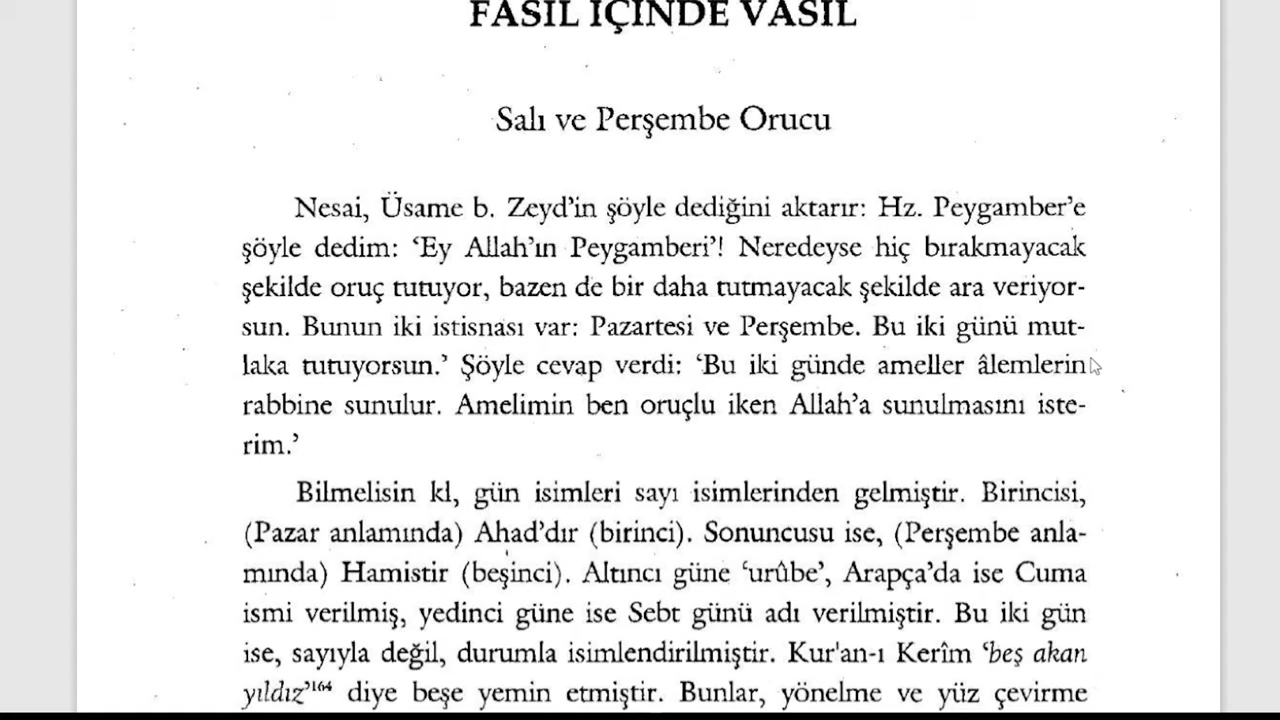 FASIL İÇİNDE VASIL
Salı ve Perşembe Orucu
Nesai, Üsame b. Zeyd’in şöyle dediğini aktarır: Hz. Peygamber’e
şöyle dedim: ‘Ey Allah’ın Peygamberi’! Neredeyse hiç bırakmayacak
şekilde oruç tutuyor, bazen de bir daha tutmayacak şekilde ara veriyor-
sun. Bunun iki istisnası var: Pazartesi ve Perşembe. Bu iki günü mut-
laka tutuyorsun.’ Şöyle cevap verdi: ‘Bu iki günde ameller âlemlerin
rabbine sunulur. Amelimin ben oruçlu iken Allah’a sunulmasını iste-
rim.’
Bilmelisin kl, gün isimleri sayı isimlerinden gelmiştir. Birincisi,
(Pazar anlamında) Ahad’dır (birinci). Sonuncusu ise, (Perşembe anla-
mında) Hamistir (beşinci). Altıncı güne ‘urûbe’, Arapça’da ise Cuma
ismi verilmiş, yedinci güne ise Sebt günü adı verilmiştir. Bu iki gün
ise, sayıyla değil, durumla isimlendirilmiştir. Kur'an-ı Kerîm ‘beş akan
yıldız’¹⁶⁴ diye beşe yemin etmiştir. Bunlar, yönelme ve yüz çevirme